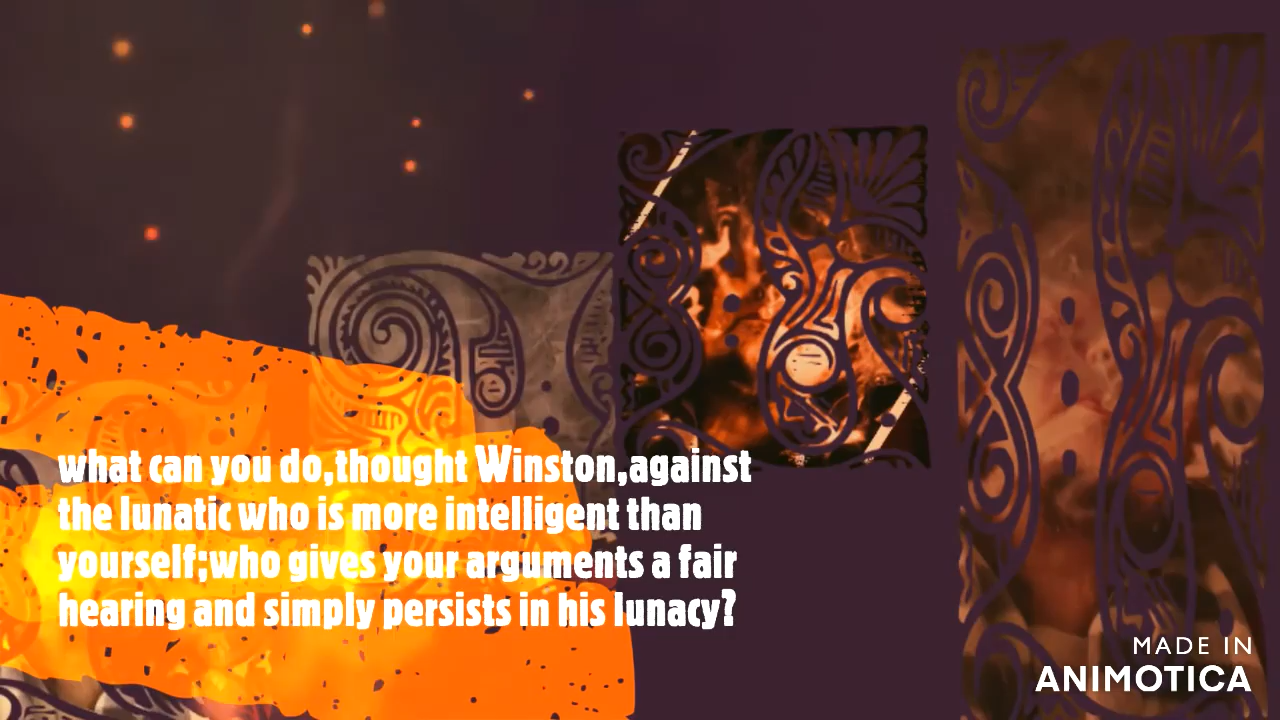 what can you do,thought Winston,against
the lunatic who is more intelligent than
yourself;who gives your arguments a fair
hearing and simply persists in his lunacy?
MADE IN
ANIMOTICA